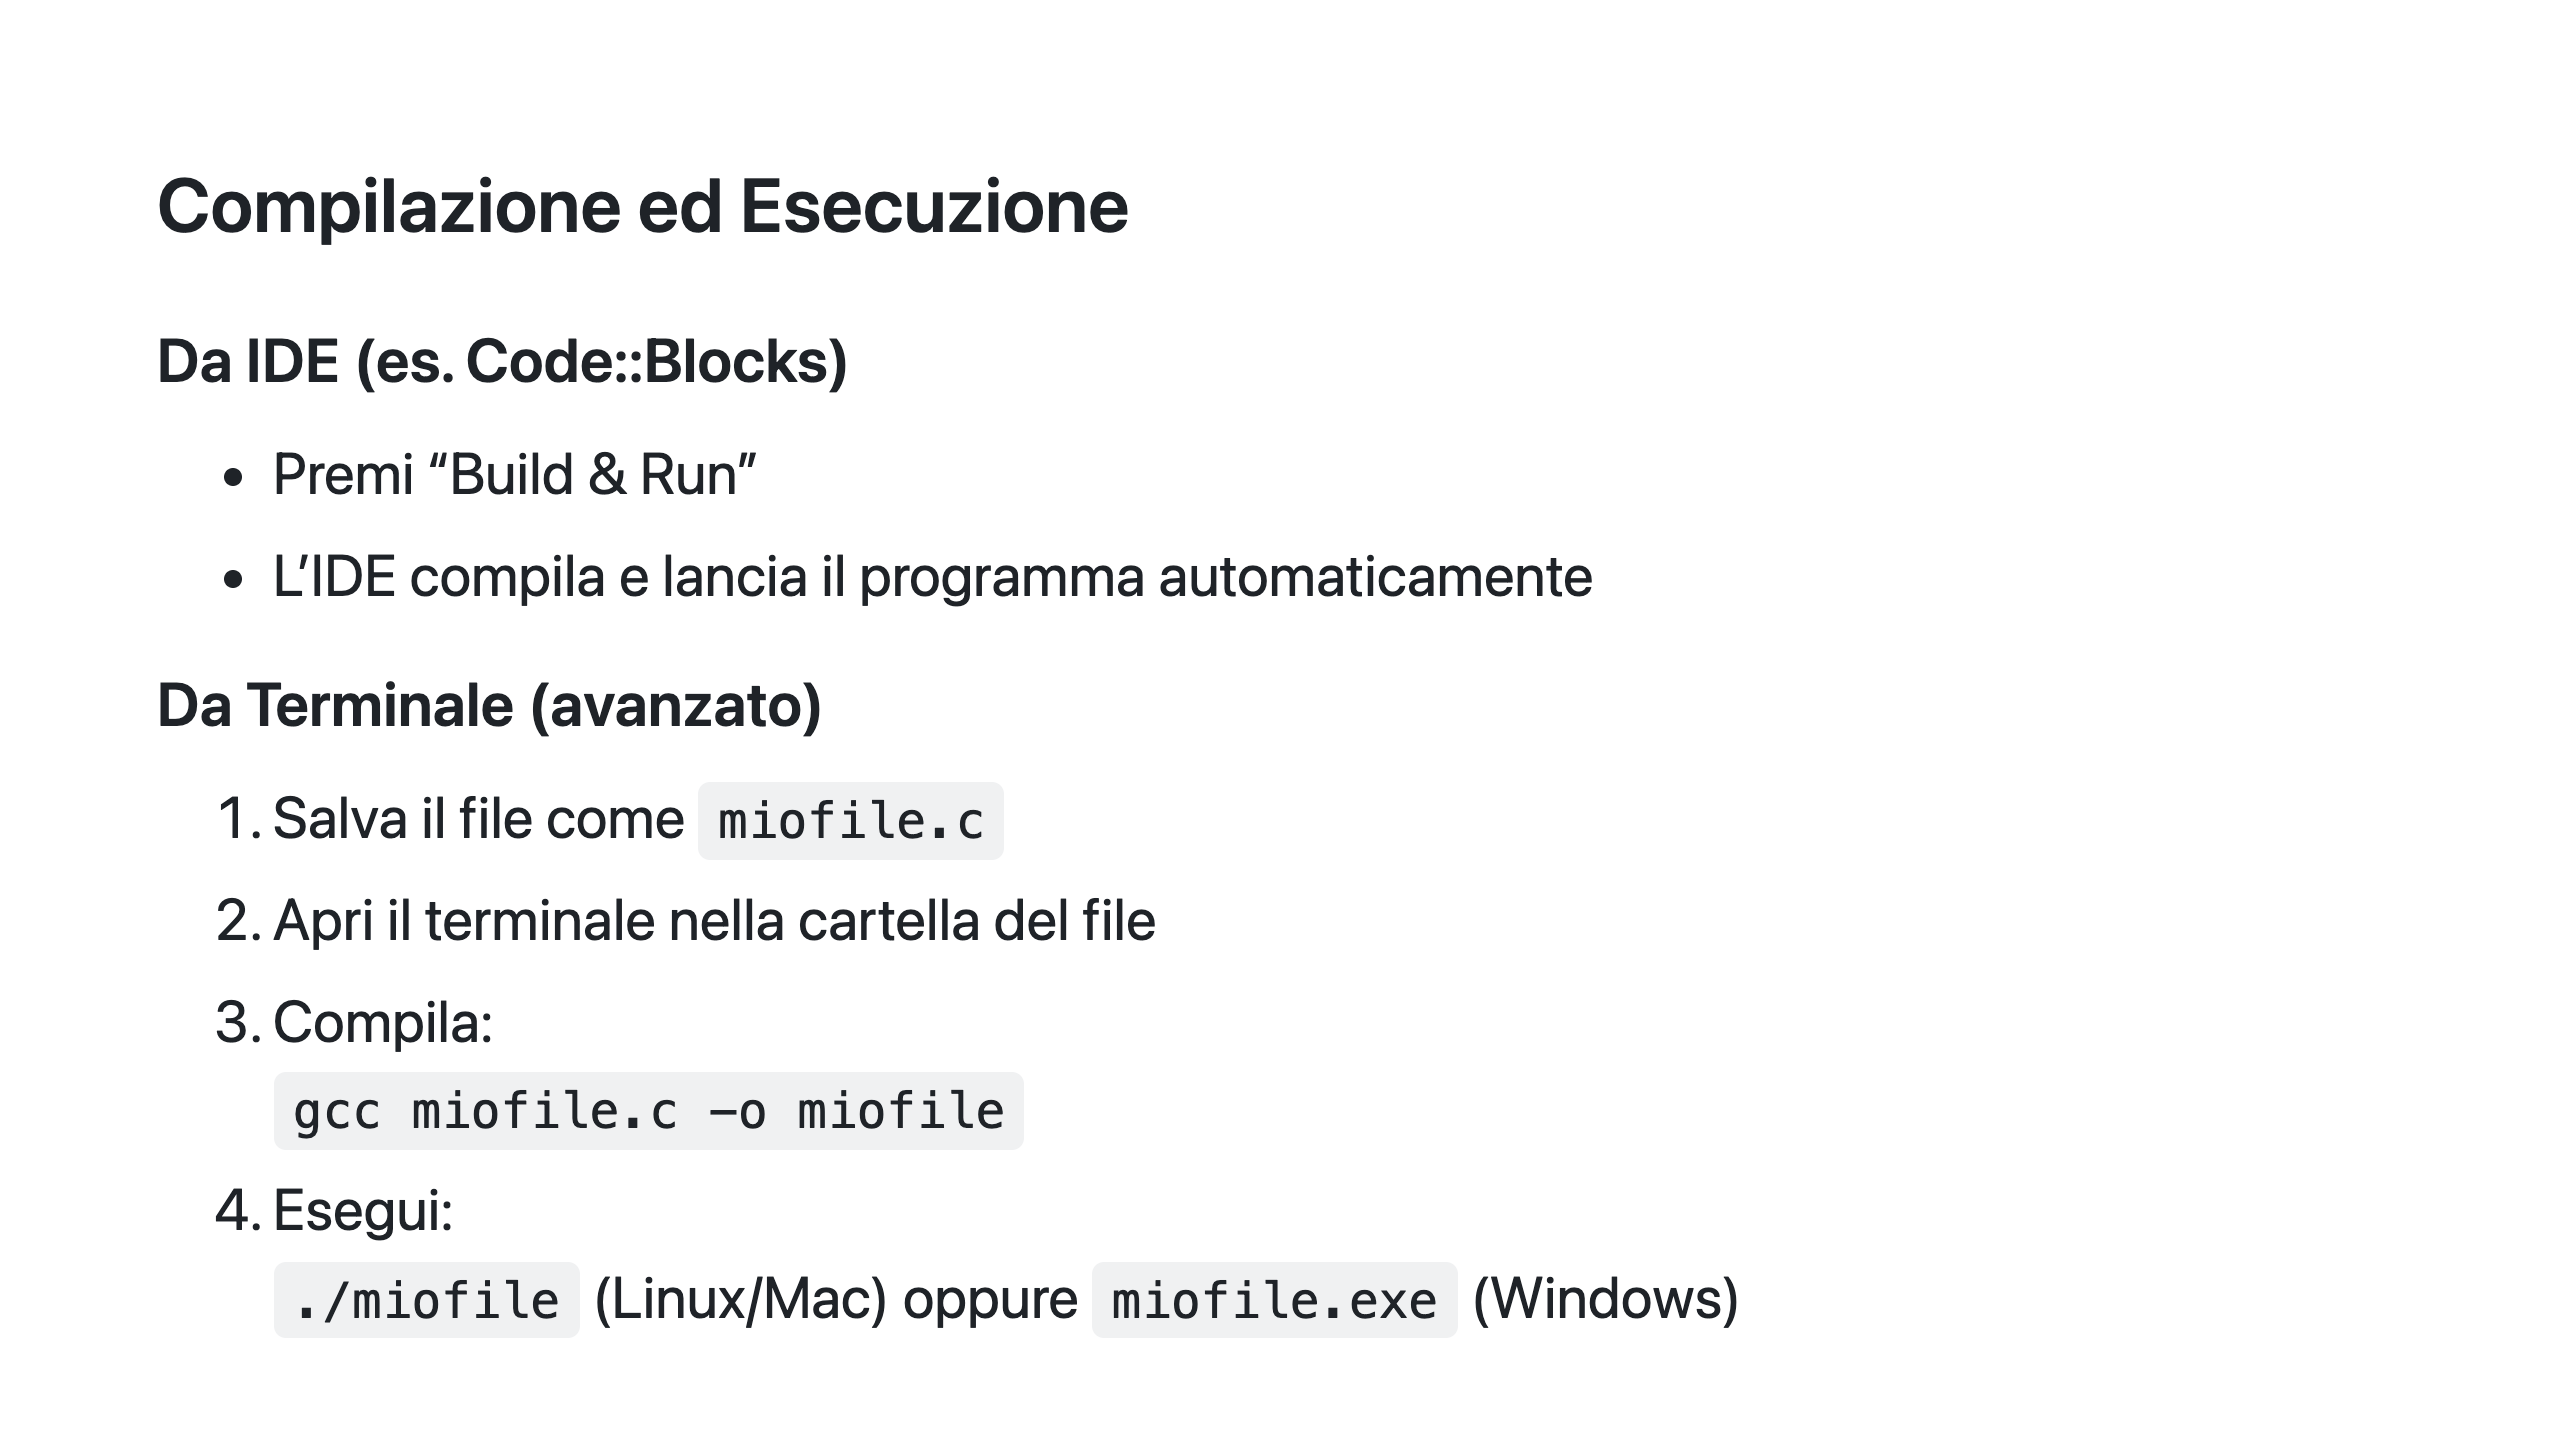 Compilazione ed Esecuzione
Da IDE (es. Code::Blocks)
• Premi “Build & Run”
• L’IDE compila e lancia il programma automaticamente
Da Terminale (avanzato)
1. Salva il file come miofile.c
2. Apri il terminale nella cartella del file
3. Compila:
gcc miofile.c -o miofile
4. Esegui:
./miofile (Linux/Mac) oppure miofile.exe (Windows)